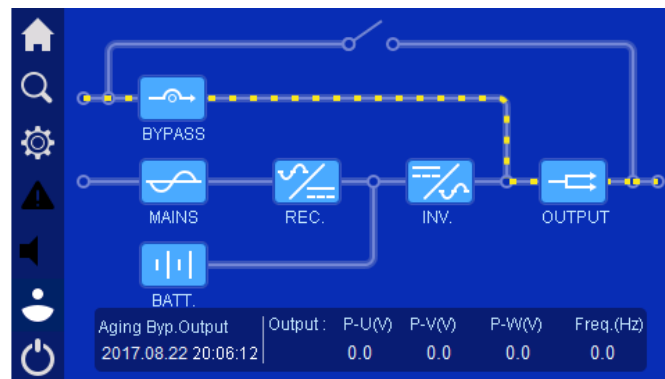 BYPASS
MAINS REC. INV. OUTPUT
BATT.
Aging Byp.Output Output : P-U(V) P-V(V) P-W(V) Freq.(Hz)
2017.08.22 20:06:12 0.0 0.0 0.0 0.0